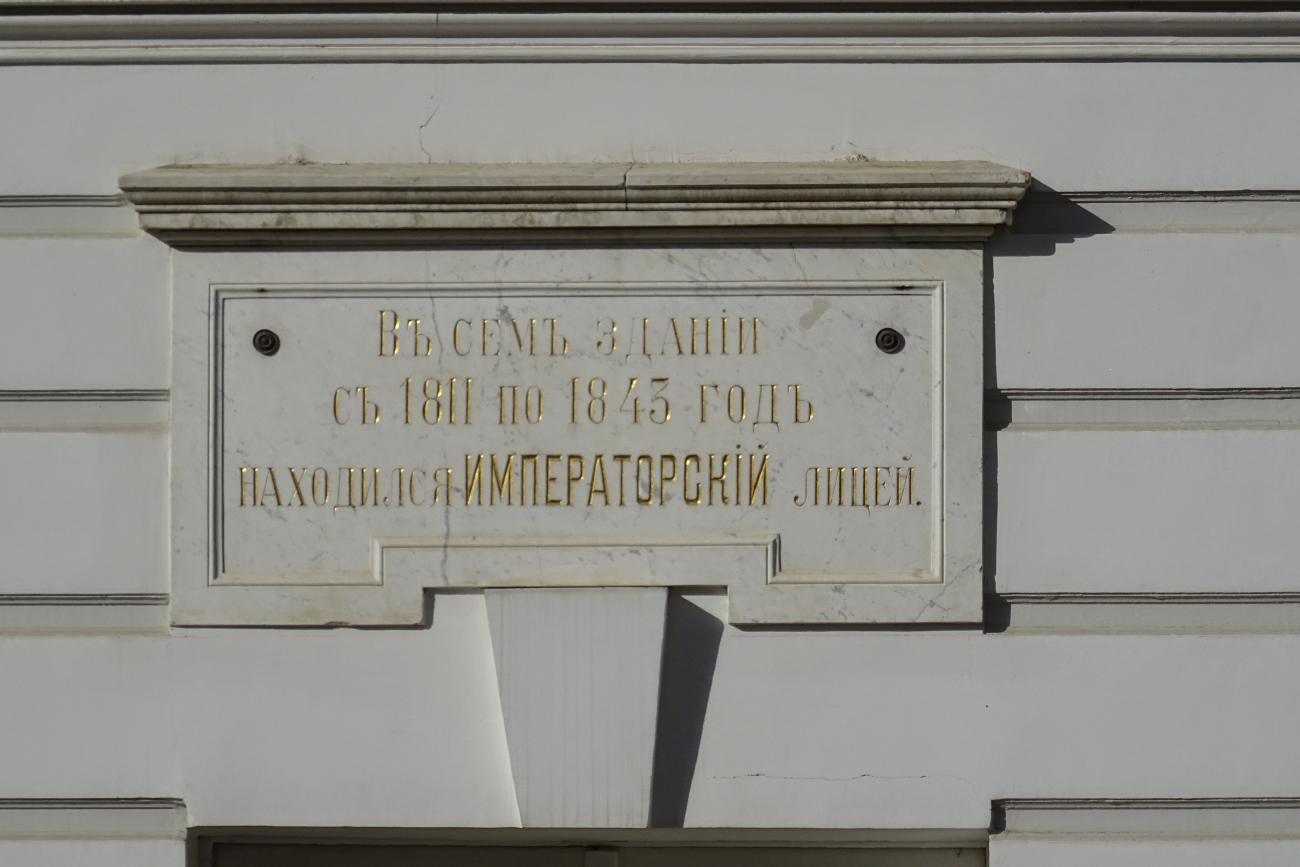 Въ семъ зданіи
съ 1811 по 1843 годъ
находился ИМПЕРАТОРСКІЙ лицей.